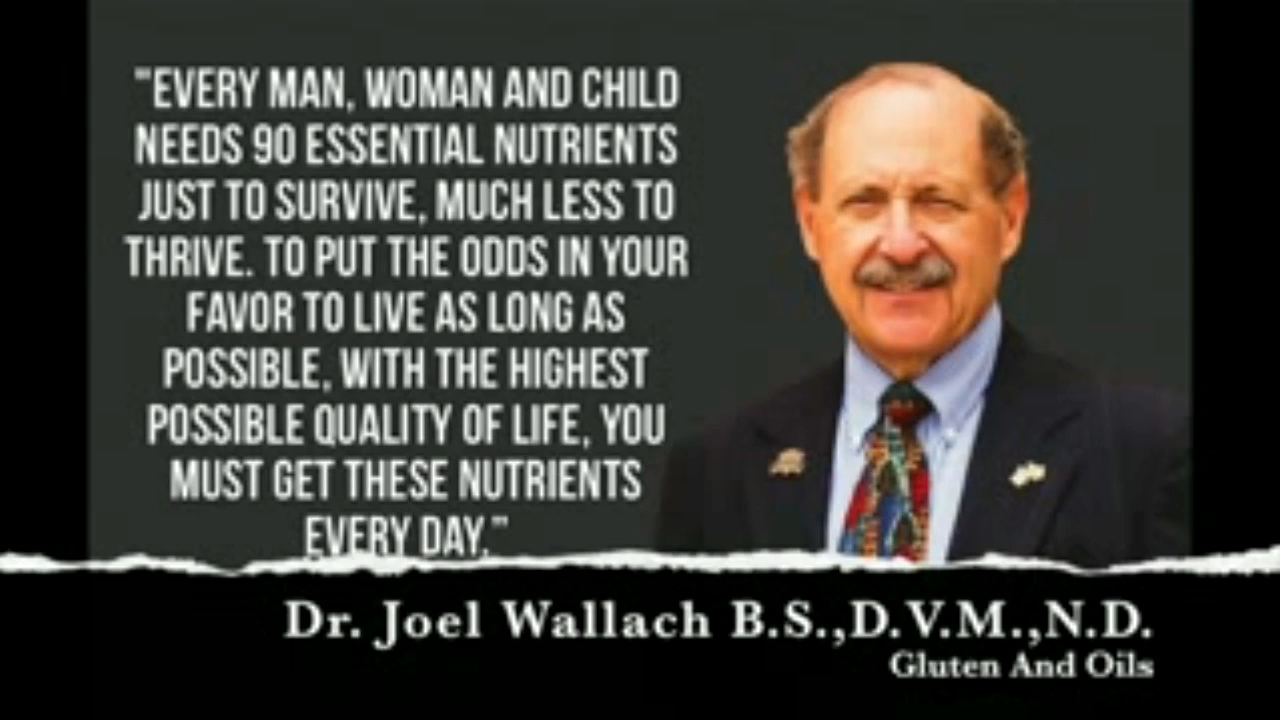 "EVERY MAN, WOMAN AND CHILD
NEEDS 90 ESSENTIAL NUTRIENTS
JUST TO SURVIVE, MUCH LESS TO
THRIVE. TO PUT THE ODDS IN YOUR
FAVOR TO LIVE AS LONG AS
POSSIBLE, WITH THE HIGHEST
POSSIBLE QUALITY OF LIFE, YOU
MUST GET THESE NUTRIENTS
EVERY DAY."
Dr. Joel Wallach B.S.,D.V.M.,N.D.
Gluten And Oils